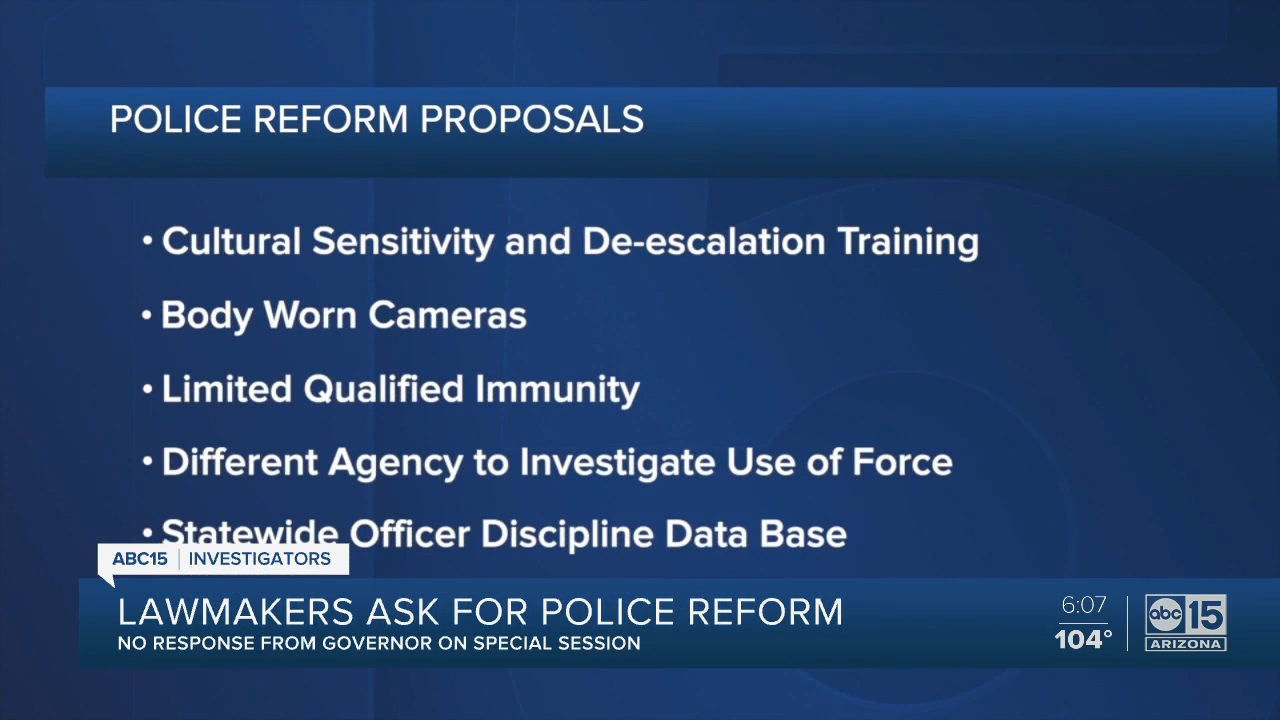 POLICE REFORM PROPOSALS
• Cultural Sensitivity and De-escalation Training
• Body Worn Cameras
• Limited Qualified Immunity
• Different Agency to Investigate Use of Force
• Statewide Officer Discipline Data Base
ABC15 | INVESTIGATORS
LAWMAKERS ASK FOR POLICE REFORM
NO RESPONSE FROM GOVERNOR ON SPECIAL SESSION
6:07
104°
abc 15
ARIZONA